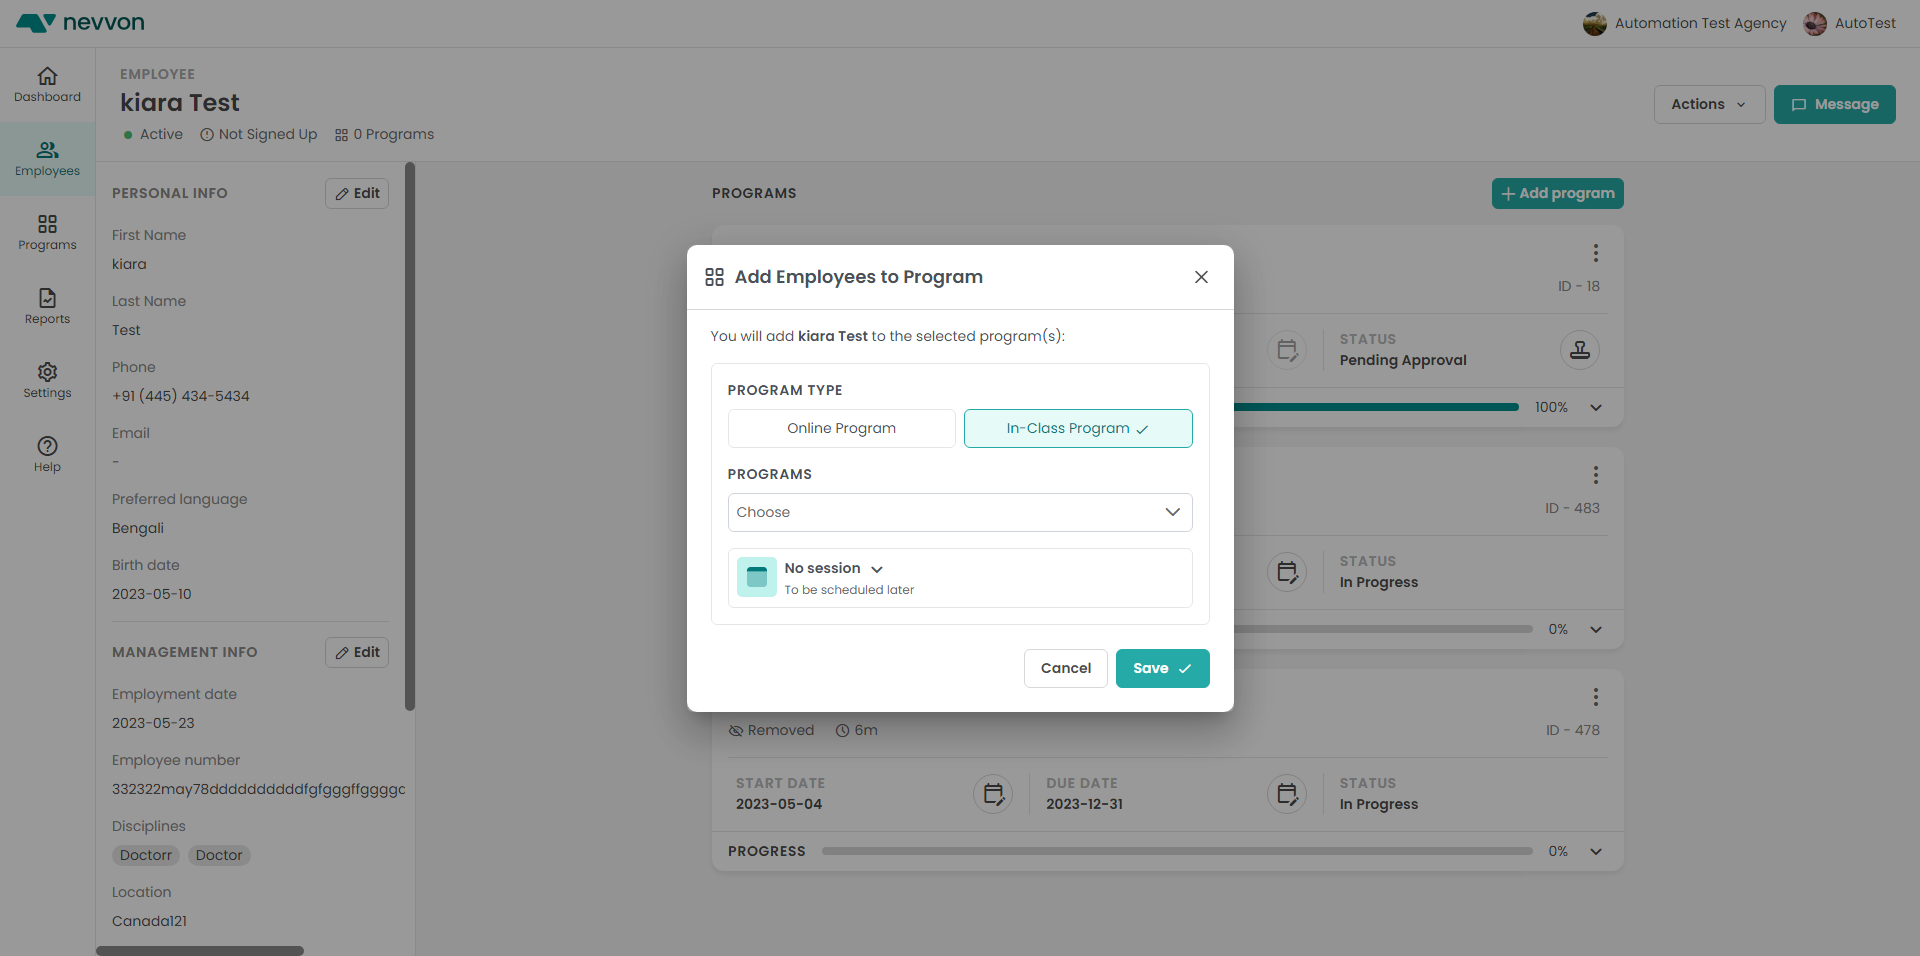 nevvon
Automation Test Agency
AutoTest
Dashboard
Employees
Programs
Reports
Settings
Help
EMPLOYEE
kiara Test
Active
Not Signed Up
0 Programs
Actions
Message
PERSONAL INFO
Edit
First Name
kiara
Last Name
Test
Phone
+91 (445) 434-5434
Email
-
Preferred language
Bengali
Birth date
2023-05-10
MANAGEMENT INFO
Edit
Employment date
2023-05-23
Employee number
332322may78ddddddddddfgfgggffgggg
Disciplines
Doctorr
Doctor
Location
Canada121
PROGRAMS
Add program
ID - 18
STATUS
Pending Approval
100%
ID - 483
STATUS
In Progress
0%
Removed
6m
ID - 478
START DATE
2023-05-04
DUE DATE
2023-12-31
STATUS
In Progress
PROGRESS
0%
Add Employees to Program
You will add kiara Test to the selected program(s):
PROGRAM TYPE
Online Program
In-Class Program
PROGRAMS
Choose
No session
To be scheduled later
Cancel
Save